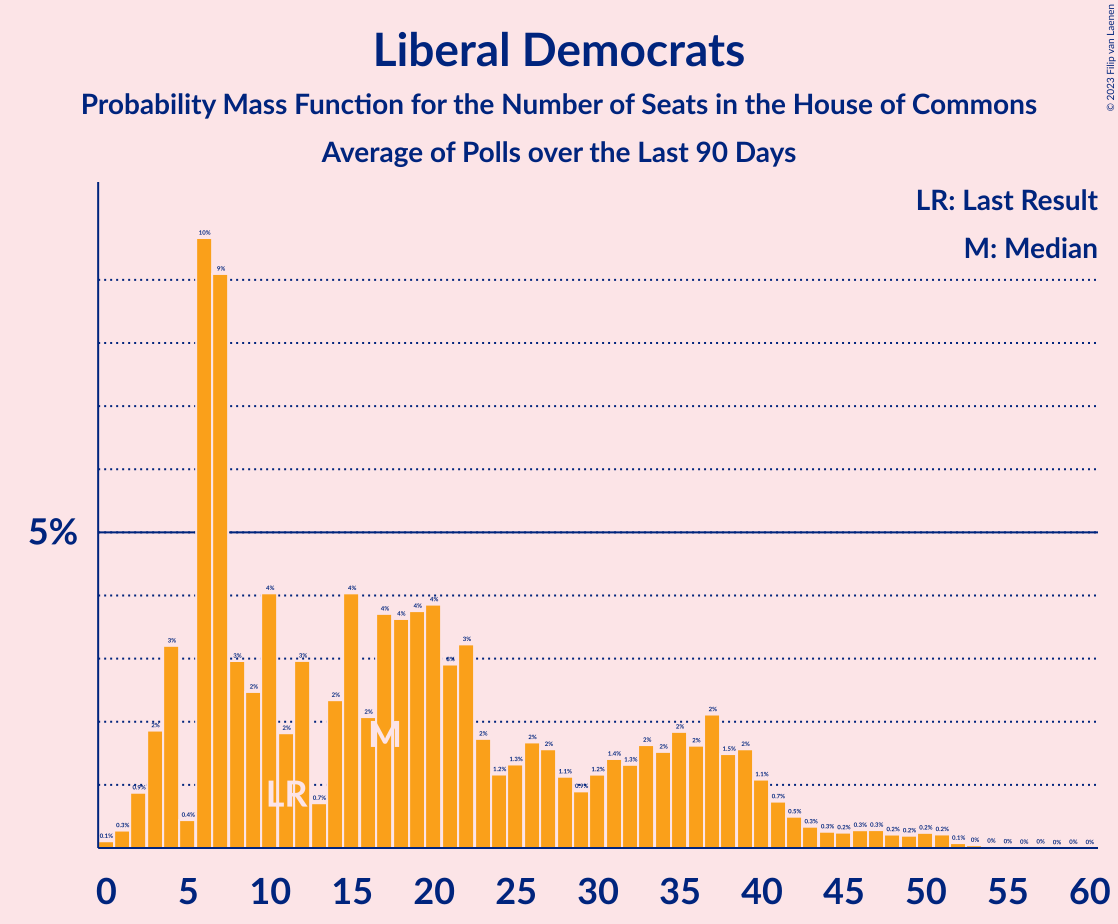 Liberal Democrats
Probability Mass Function for the Number of Seats in the House of Commons
Average of Polls over the Last 90 Days
© 2023 Filip van Laenen
LR: Last Result
M: Median
5%
0.1% 0.3% 0.9% 2% 3% 0.4% 10% 9% 3% 2% 4% 2% 3% 0.7% 2% 4% 2% 4% 4% 4% 4% 3% 3% 2% 1.2% 1.3% 2% 2% 1.1% 0.9% 1.2% 1.4% 1.3% 2% 2% 2% 2% 2% 1.5% 2% 1.1% 0.7% 0.5% 0.3% 0.3% 0.2% 0.3% 0.3% 0.2% 0.2% 0.2% 0.2% 0.1% 0% 0% 0% 0% 0% 0% 0% 0%
M
LR
0 5 10 15 20 25 30 35 40 45 50 55 60